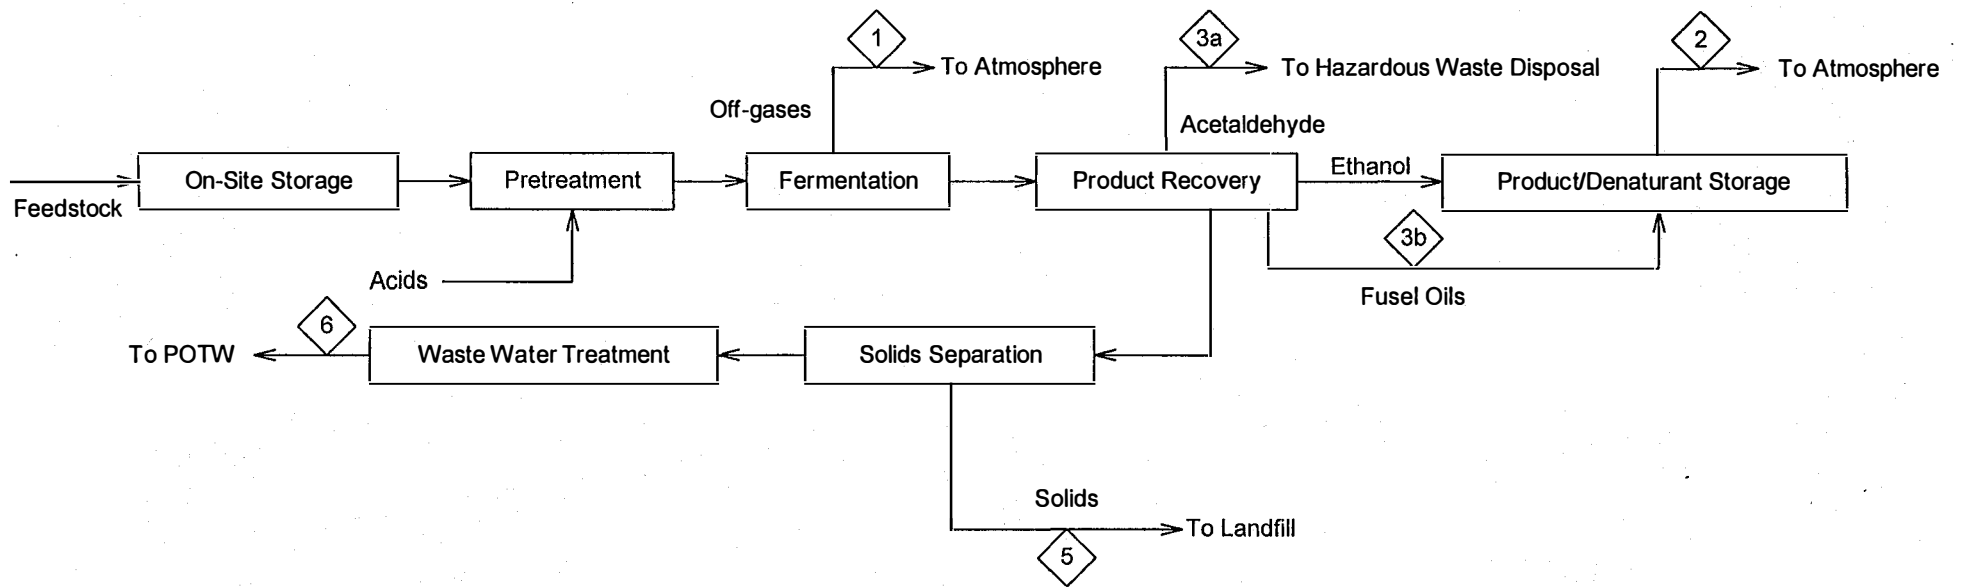 1
3a
2
To Atmosphere
To Hazardous Waste Disposal
To Atmosphere
Off-gases
Acetaldehyde
On-Site Storage
Pretreatment
Fermentation
Product Recovery
Ethanol
Product/Denaturant Storage
Feedstock
3b
Acids
Fusel Oils
6
To POTW
Waste Water Treatment
Solids Separation
Solids
To Landfill
5